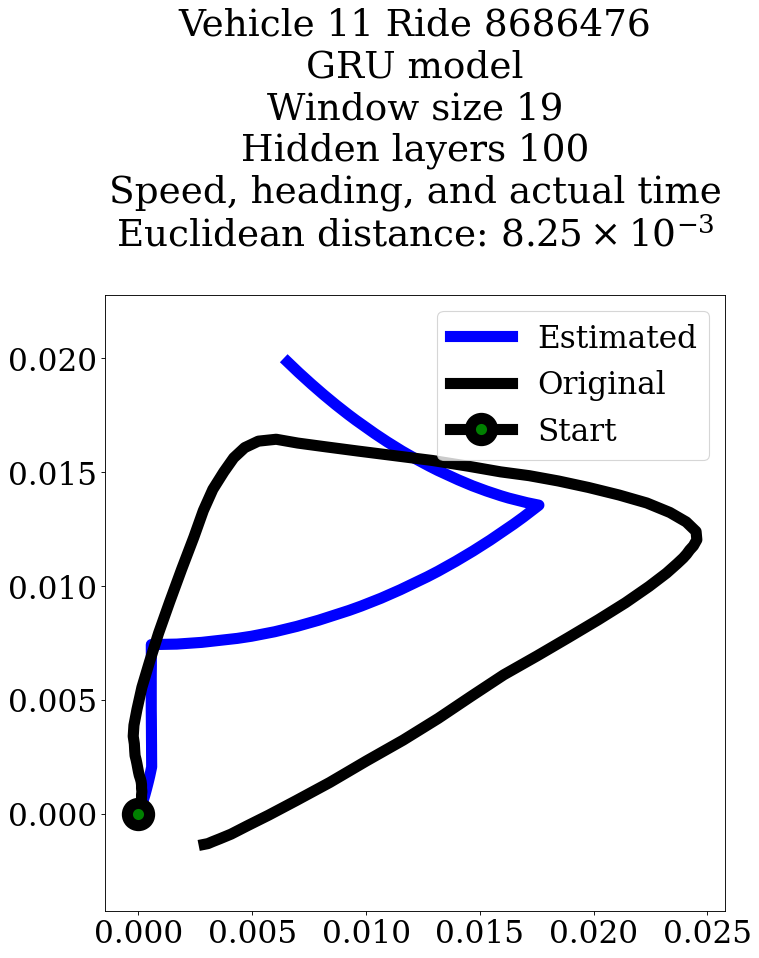 Vehicle 11 Ride 8686476
GRU model
Window size 19
Hidden layers 100
Speed, heading, and actual time
Euclidean distance: 8.25 × 10⁻³
Estimated
Original
Start
0.020
0.015
0.010
0.005
0.000
0.000 0.005 0.010 0.015 0.020 0.025